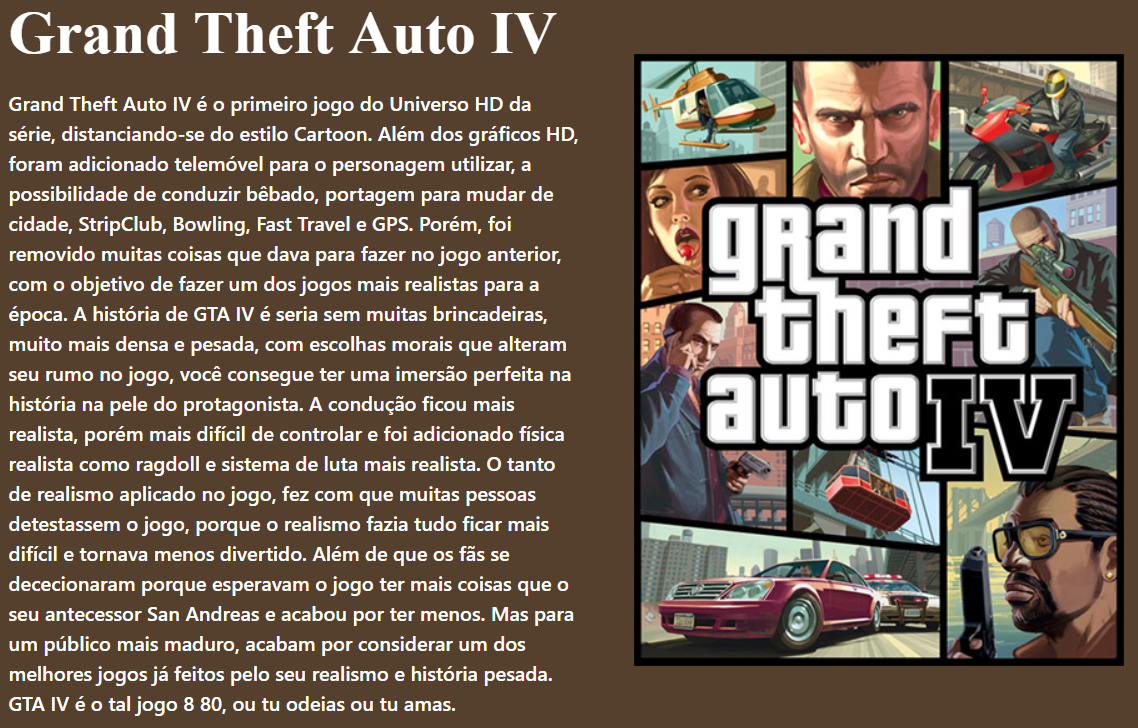 Grand Theft Auto IV
Grand Theft Auto IV é o primeiro jogo do Universo HD da
série, distanciando-se do estilo Cartoon. Além dos gráficos HD,
foram adicionado telemóvel para o personagem utilizar, a
possibilidade de conduzir bêbado, portagem para mudar de
cidade, StripClub, Bowling, Fast Travel e GPS. Porém, foi
removido muitas coisas que dava para fazer no jogo anterior,
com o objetivo de fazer um dos jogos mais realistas para a
época. A história de GTA IV é seria sem muitas brincadeiras,
muito mais densa e pesada, com escolhas morais que alteram
seu rumo no jogo, você consegue ter uma imersão perfeita na
história na pele do protagonista. A condução ficou mais
realista, porém mais difícil de controlar e foi adicionado física
realista como ragdoll e sistema de luta mais realista. O tanto
de realismo aplicado no jogo, fez com que muitas pessoas
detestassem o jogo, porque o realismo fazia tudo ficar mais
difícil e tornava menos divertido. Além de que os fãs se
dececionaram porque esperavam o jogo ter mais coisas que o
seu antecessor San Andreas e acabou por ter menos. Mas para
um público mais maduro, acabam por considerar um dos
melhores jogos já feitos pelo seu realismo e história pesada.
GTA IV é o tal jogo 8 80, ou tu odeias ou tu amas.
grand
theft
auto IV